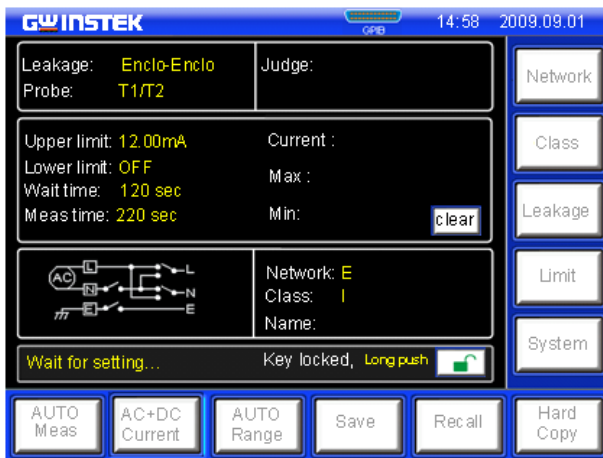 GWINSTEK GPIB 14:58 2009.09.01
Leakage: Enclo-Enclo
Probe: T1/T2
Judge:
Upper limit: 12.00mA
Lower limit: OFF
Wait time: 120 sec
Meas time: 220 sec
Current :
Max :
Min:
clear
AC L L
N N
E E
Network: E
Class: I
Name:
Wait for setting... Key locked, Long push
Network
Class
Leakage
Limit
System
AUTO
Meas
AC+DC
Current
AUTO
Range
Save
Recall
Hard
Copy